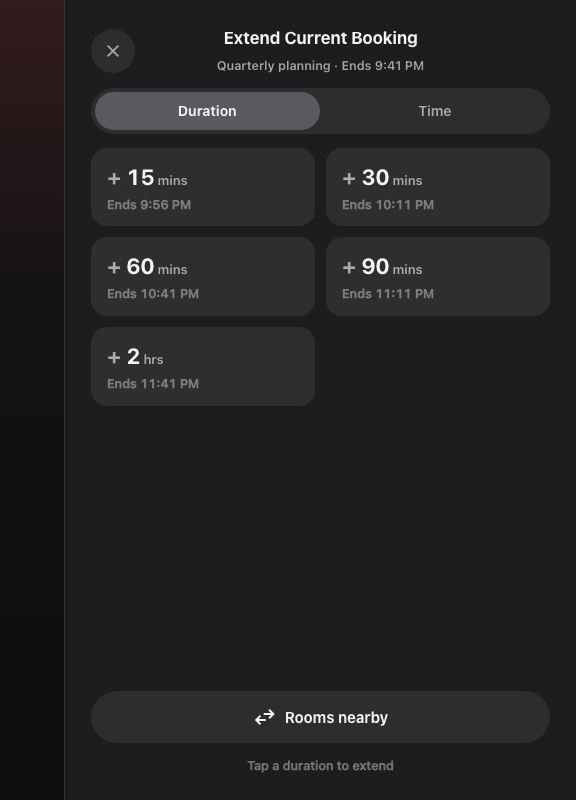 Extend Current Booking
Quarterly planning · Ends 9:41 PM
Duration
Time
+ 15 mins
Ends 9:56 PM
+ 30 mins
Ends 10:11 PM
+ 60 mins
Ends 10:41 PM
+ 90 mins
Ends 11:11 PM
+ 2 hrs
Ends 11:41 PM
Rooms nearby
Tap a duration to extend